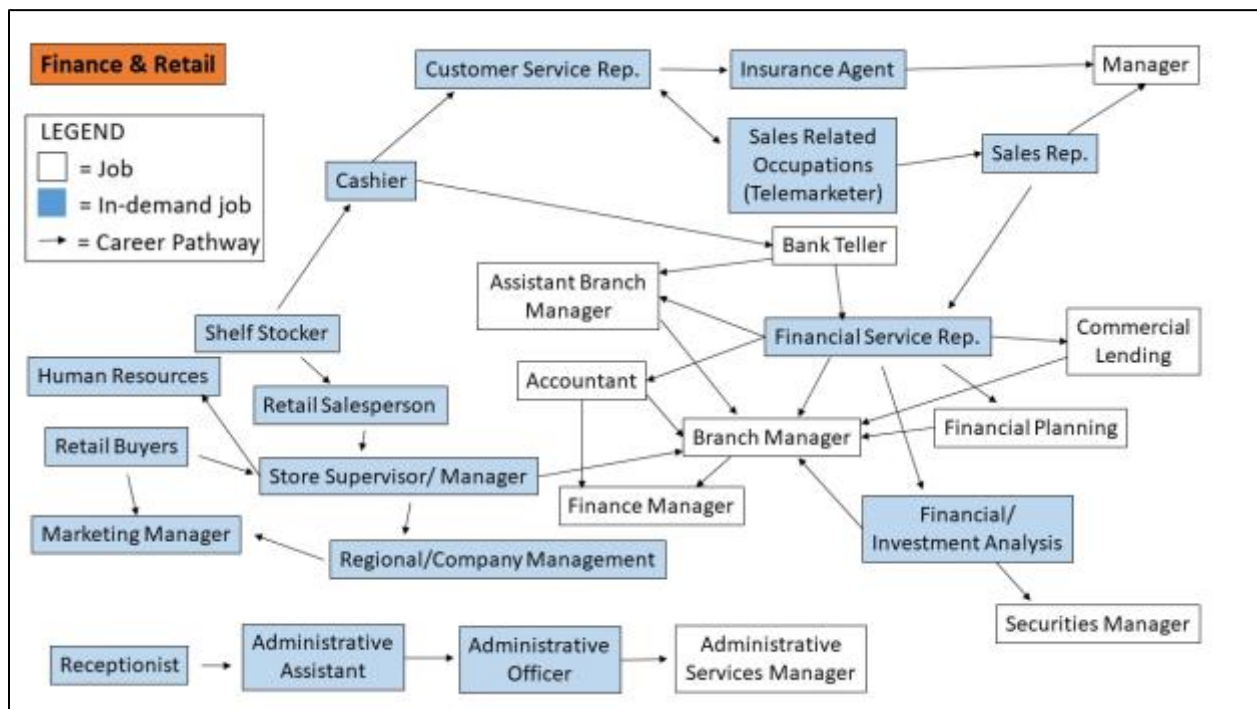 Finance & Retail
LEGEND
= Job
= In-demand job
= Career Pathway
Customer Service Rep.
Insurance Agent
Manager
Sales Related
Occupations
(Telemarketer)
Sales Rep.
Cashier
Bank Teller
Assistant Branch
Manager
Shelf Stocker
Financial Service Rep.
Commercial
Lending
Human Resources
Accountant
Retail Salesperson
Branch Manager
Financial Planning
Retail Buyers
Store Supervisor/ Manager
Finance Manager
Financial/
Investment Analysis
Marketing Manager
Regional/Company Management
Securities Manager
Receptionist
Administrative
Assistant
Administrative
Officer
Administrative
Services Manager